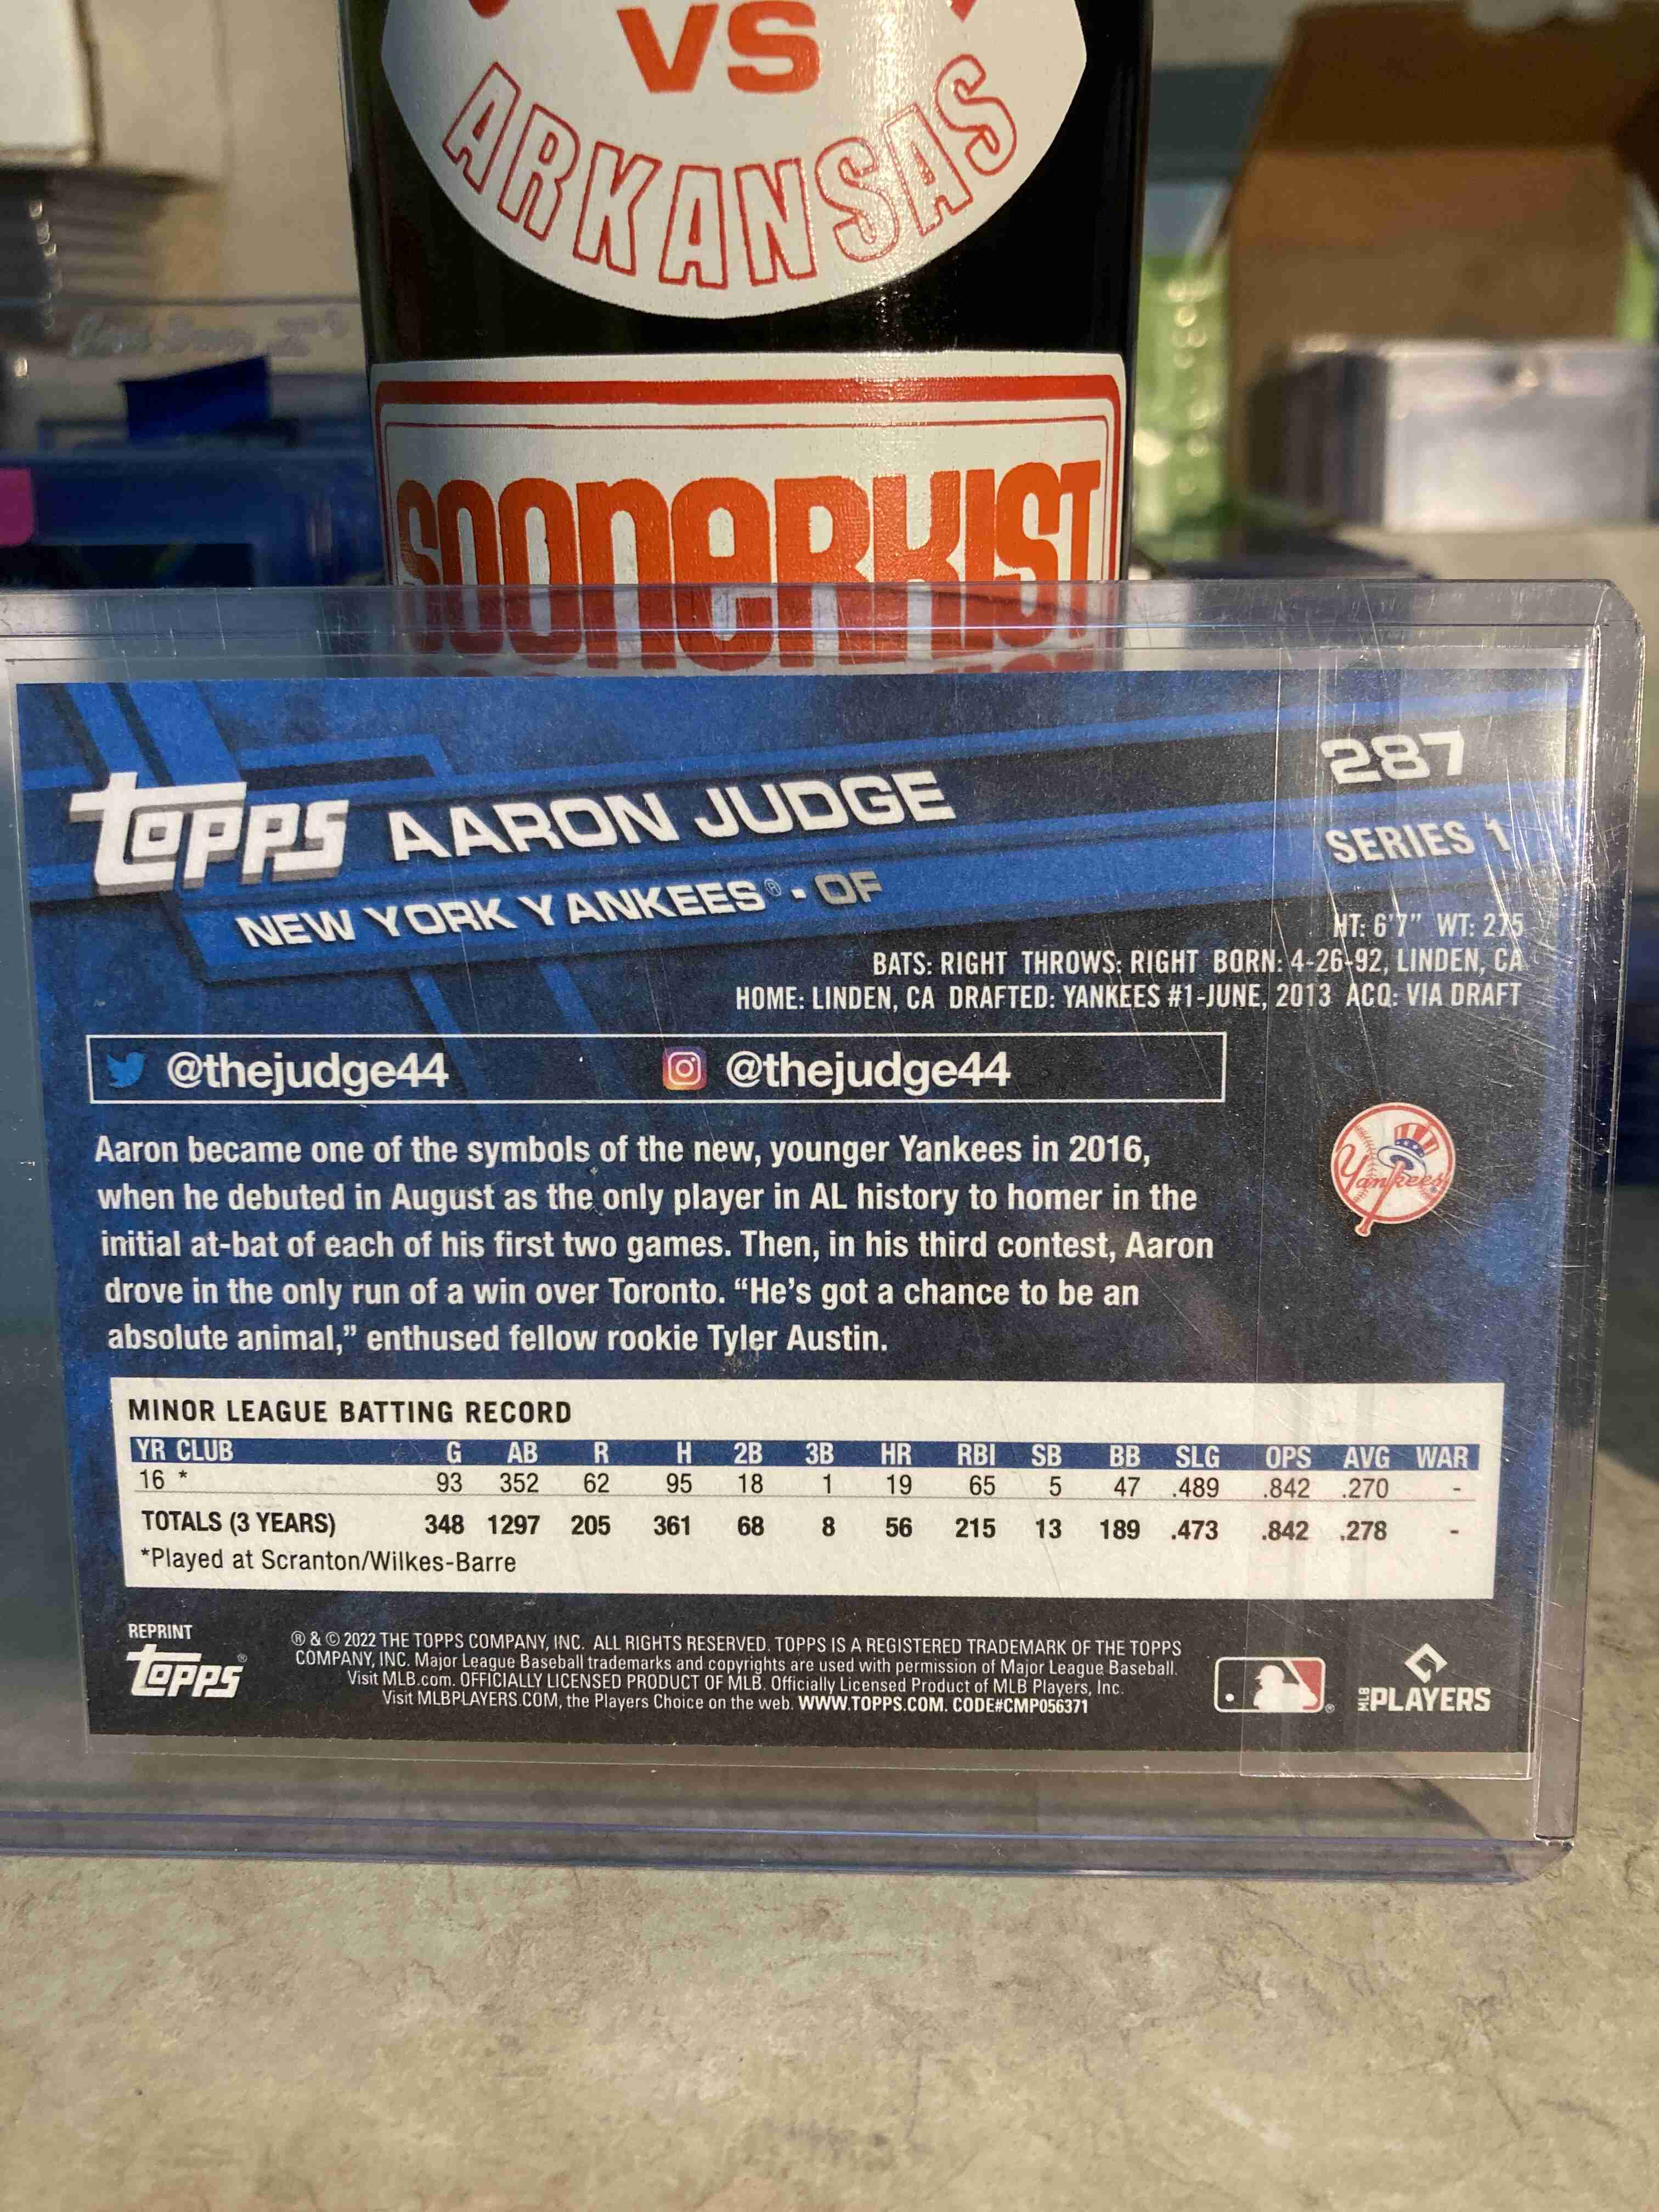 VS
ARKANSAS
SOONERKIST
287
TOPPS AARON JUDGE
SERIES 1
NEW YORK YANKEES® - OF
HT: 6'7" WT: 275
BATS: RIGHT THROWS: RIGHT BORN: 4-26-92, LINDEN, CA
HOME: LINDEN, CA DRAFTED: YANKEES #1-JUNE, 2013 ACQ: VIA DRAFT
@thejudge44 @thejudge44
Aaron became one of the symbols of the new, younger Yankees in 2016,
when he debuted in August as the only player in AL history to homer in the
initial at-bat of each of his first two games. Then, in his third contest, Aaron
drove in the only run of a win over Toronto. “He’s got a chance to be an
absolute animal,” enthused fellow rookie Tyler Austin.
Yankees
MINOR LEAGUE BATTING RECORD
YR CLUB G AB R H 2B 3B HR RBI SB BB SLG OPS AVG WAR
16 * 93 352 62 95 18 1 19 65 5 47 .489 .842 .270 -
TOTALS (3 YEARS) 348 1297 205 361 68 8 56 215 13 189 .473 .842 .278 -
*Played at Scranton/Wilkes-Barre
REPRINT
TOPPS®
® & © 2022 THE TOPPS COMPANY, INC. ALL RIGHTS RESERVED. TOPPS IS A REGISTERED TRADEMARK OF THE TOPPS
COMPANY, INC. Major League Baseball trademarks and copyrights are used with permission of Major League Baseball.
Visit MLB.com. OFFICIALLY LICENSED PRODUCT OF MLB. Officially Licensed Product of MLB Players, Inc.
Visit MLBPLAYERS.COM, the Players Choice on the web. WWW.TOPPS.COM. CODE#CMP056371
MLB PLAYERS